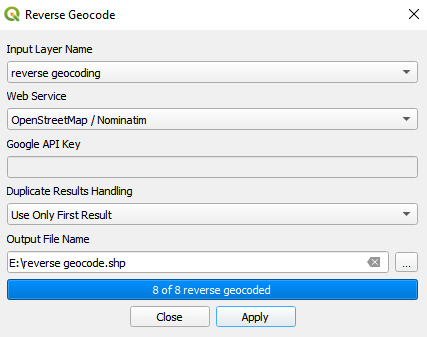 Reverse Geocode
Input Layer Name
reverse geocoding
Web Service
OpenStreetMap / Nominatim
Google API Key
Duplicate Results Handling
Use Only First Result
Output File Name
E:\reverse geocode.shp
...
8 of 8 reverse geocoded
Close Apply